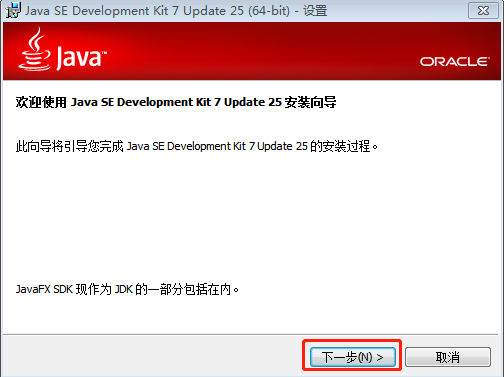 Java SE Development Kit 7 Update 25 (64-bit) - 设置
Java™
ORACLE
欢迎使用 Java SE Development Kit 7 Update 25 安装向导
此向导将引导您完成 Java SE Development Kit 7 Update 25 的安装过程。
JavaFX SDK 现作为 JDK 的一部分包括在内。
下一步(N) > 取消